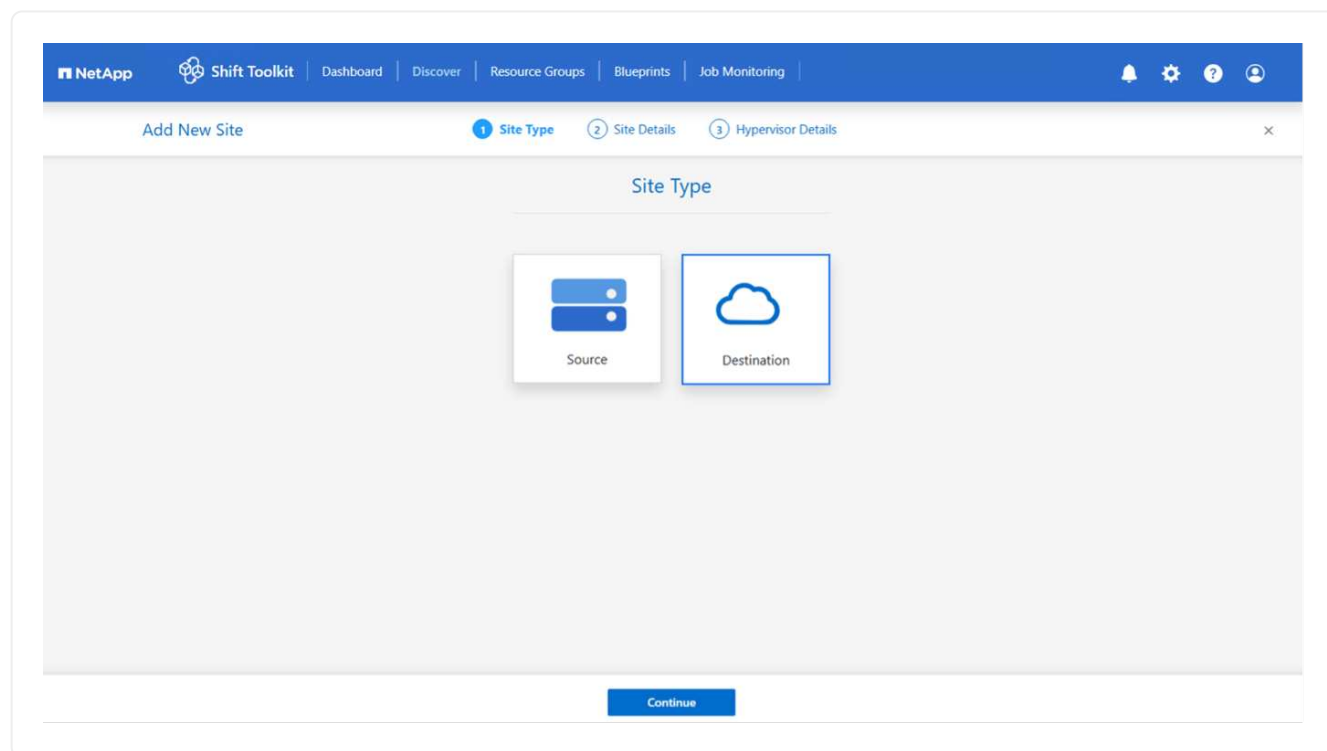 NetApp Shift Toolkit Dashboard Discover Resource Groups Blueprints Job Monitoring ?
Add New Site 1 Site Type 2 Site Details 3 Hypervisor Details
Site Type
Source Destination
Continue